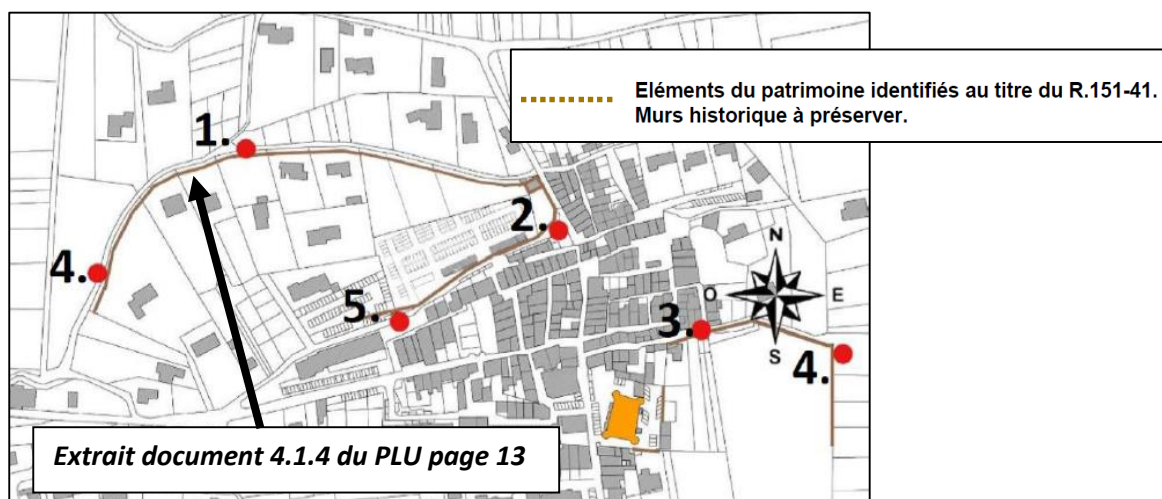 Eléments du patrimoine identifiés au titre du R.151-41.
Murs historique à préserver.
1.
2.
N
4.
O
E
5.
3.
S
4.
Extrait document 4.1.4 du PLU page 13